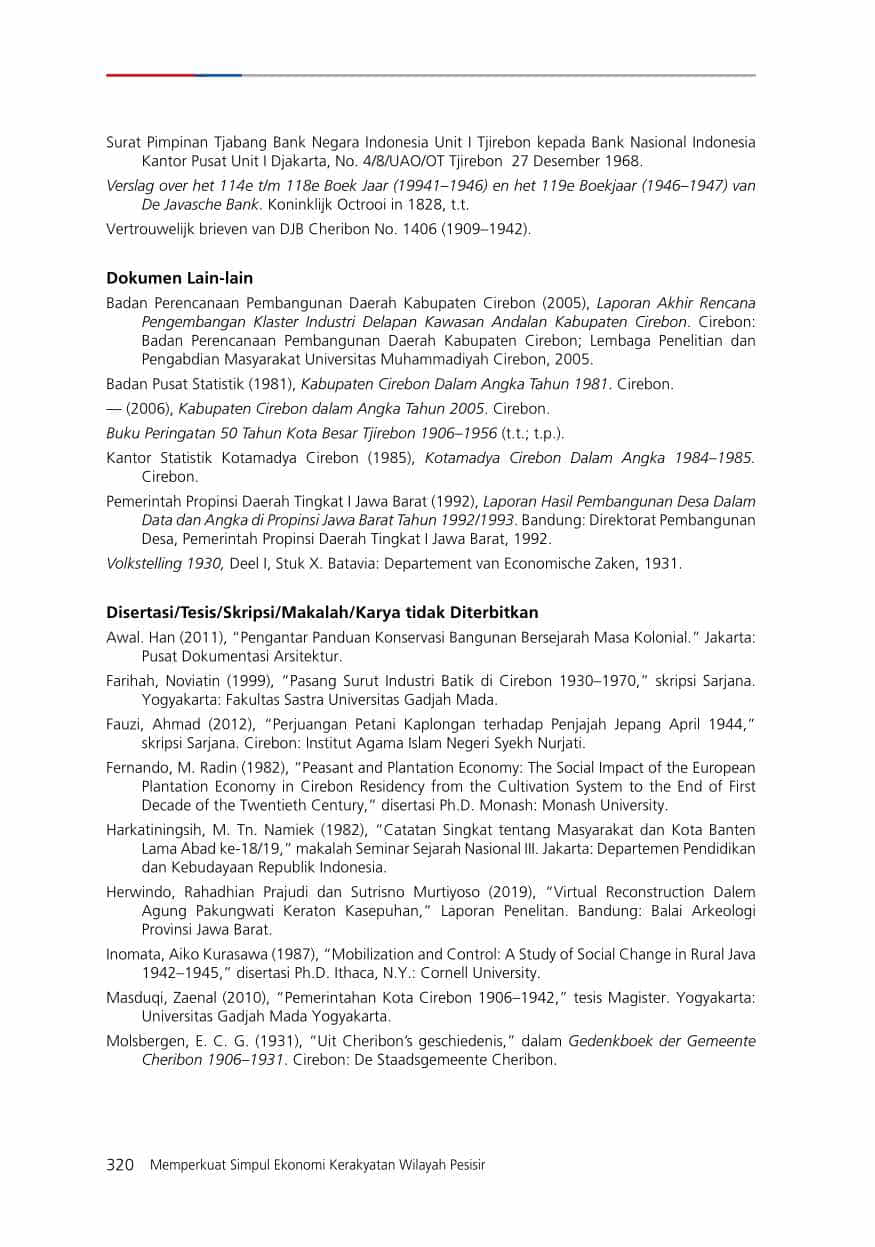 Surat Pimpinan Tjabang Bank Negara Indonesia Unit I Tjirebon kepada Bank Nasional Indonesia
Kantor Pusat Unit I Djakarta, No. 4/8/UAO/OT Tjirebon  27 Desember 1968.
Verslag over het 114e t/m 118e Boek Jaar (19941–1946) en het 119e Boekjaar (1946–1947) van
De Javasche Bank. Koninklijk Octrooi in 1828, t.t.
Vertrouwelijk brieven van DJB Cheribon No. 1406 (1909–1942).
Dokumen Lain-lain
Badan Perencanaan Pembangunan Daerah Kabupaten Cirebon (2005), Laporan Akhir Rencana
Pengembangan Klaster Industri Delapan Kawasan Andalan Kabupaten Cirebon. Cirebon:
Badan Perencanaan Pembangunan Daerah Kabupaten Cirebon; Lembaga Penelitian dan
Pengabdian Masyarakat Universitas Muhammadiyah Cirebon, 2005.
Badan Pusat Statistik (1981), Kabupaten Cirebon Dalam Angka Tahun 1981. Cirebon.
— (2006), Kabupaten Cirebon dalam Angka Tahun 2005. Cirebon.
Buku Peringatan 50 Tahun Kota Besar Tjirebon 1906–1956 (t.t.; t.p.).
Kantor Statistik Kotamadya Cirebon (1985), Kotamadya Cirebon Dalam Angka 1984–1985.
Cirebon.
Pemerintah Propinsi Daerah Tingkat I Jawa Barat (1992), Laporan Hasil Pembangunan Desa Dalam
Data dan Angka di Propinsi Jawa Barat Tahun 1992/1993. Bandung: Direktorat Pembangunan
Desa, Pemerintah Propinsi Daerah Tingkat I Jawa Barat, 1992.
Volkstelling 1930, Deel I, Stuk X. Batavia: Departement van Economische Zaken, 1931.
Disertasi/Tesis/Skripsi/Makalah/Karya tidak Diterbitkan
Awal. Han (2011), “Pengantar Panduan Konservasi Bangunan Bersejarah Masa Kolonial.” Jakarta:
Pusat Dokumentasi Arsitektur.
Farihah, Noviatin (1999), “Pasang Surut Industri Batik di Cirebon 1930–1970,” skripsi Sarjana.
Yogyakarta: Fakultas Sastra Universitas Gadjah Mada.
Fauzi, Ahmad (2012), “Perjuangan Petani Kaplongan terhadap Penjajah Jepang April 1944,”
skripsi Sarjana. Cirebon: Institut Agama Islam Negeri Syekh Nurjati.
Fernando, M. Radin (1982), “Peasant and Plantation Economy: The Social Impact of the European
Plantation Economy in Cirebon Residency from the Cultivation System to the End of First
Decade of the Twentieth Century,” disertasi Ph.D. Monash: Monash University.
Harkatiningsih, M. Tn. Namiek (1982), “Catatan Singkat tentang Masyarakat dan Kota Banten
Lama Abad ke-18/19,” makalah Seminar Sejarah Nasional III. Jakarta: Departemen Pendidikan
dan Kebudayaan Republik Indonesia.
Herwindo, Rahadhian Prajudi dan Sutrisno Murtiyoso (2019), “Virtual Reconstruction Dalem
Agung Pakungwati Keraton Kasepuhan,” Laporan Penelitan. Bandung: Balai Arkeologi
Provinsi Jawa Barat.
Inomata, Aiko Kurasawa (1987), “Mobilization and Control: A Study of Social Change in Rural Java
1942–1945,” disertasi Ph.D. Ithaca, N.Y.: Cornell University.
Masduqi, Zaenal (2010), “Pemerintahan Kota Cirebon 1906–1942,” tesis Magister. Yogyakarta:
Universitas Gadjah Mada Yogyakarta.
Molsbergen, E. C. G. (1931), “Uit Cheribon’s geschiedenis,” dalam Gedenkboek der Gemeente
Cheribon 1906–1931. Cirebon: De Staadsgemeente Cheribon.
320 Memperkuat Simpul Ekonomi Kerakyatan Wilayah Pesisir